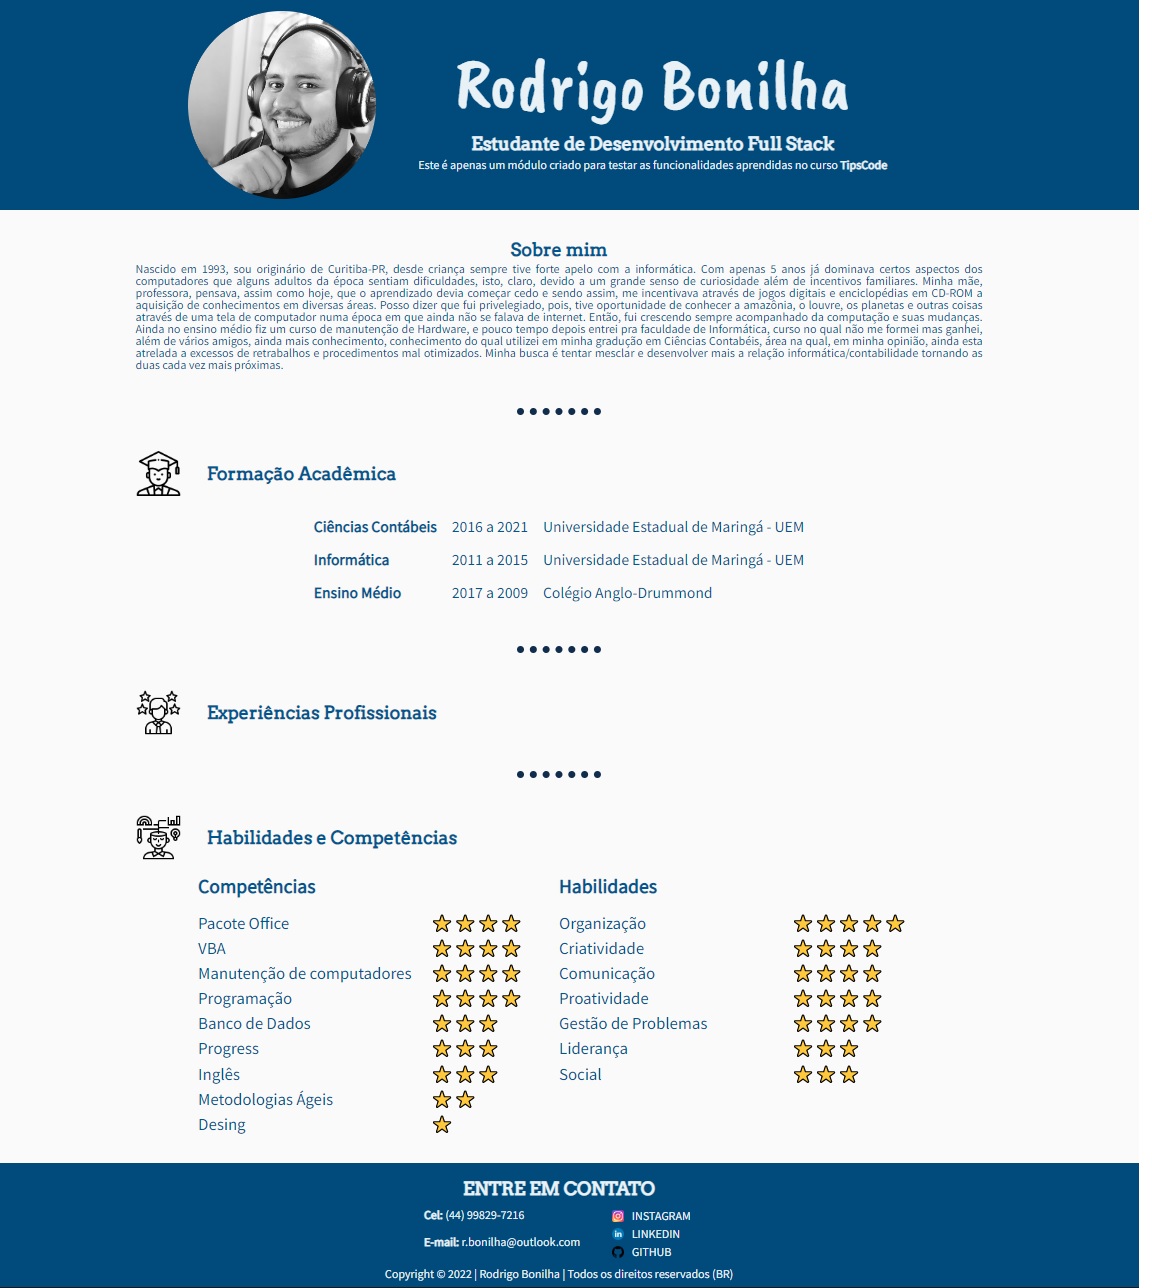 Rodrigo Bonilha
Estudante de Desenvolvimento Full Stack
Este é apenas um módulo criado para testar as funcionalidades aprendidas no curso TipsCode
Sobre mim
Nascido em 1993, sou originário de Curitiba-PR, desde criança sempre tive forte apelo com a informática. Com apenas 5 anos já dominava certos aspectos dos
computadores que alguns adultos da época sentiam dificuldades, isto, claro, devido a um grande senso de curiosidade além de incentivos familiares. Minha mãe,
professora, pensava, assim como hoje, que o aprendizado devia começar cedo e sendo assim, me incentivava através de jogos digitais e enciclopédias em CD-ROM a
aquisição de conhecimentos em diversas áreas. Posso dizer que fui privelegiado, pois, tive oportunidade de conhecer a amazônia, o louvre, os planetas e outras coisas
através de uma tela de computador numa época em que ainda não se falava de internet. Então, fui crescendo sempre acompanhado da computação e suas mudanças.
Ainda no ensino médio fiz um curso de manutenção de Hardware, e pouco tempo depois entrei pra faculdade de Informática, curso no qual não me formei mas ganhei,
além de vários amigos, ainda mais conhecimento, conhecimento do qual utilizei em minha gradução em Ciências Contabéis, área na qual, em minha opinião, ainda esta
atrelada a excessos de retrabalhos e procedimentos mal otimizados. Minha busca é tentar mesclar e desenvolver mais a relação informática/contabilidade tornando as
duas cada vez mais próximas.
Formação Acadêmica
Ciências Contábeis 2016 a 2021 Universidade Estadual de Maringá - UEM
Informática 2011 a 2015 Universidade Estadual de Maringá - UEM
Ensino Médio 2017 a 2009 Colégio Anglo-Drummond
Experiências Profissionais
Habilidades e Competências
Competências
Pacote Office
VBA
Manutenção de computadores
Programação
Banco de Dados
Progress
Inglês
Metodologias Ágeis
Desing
Habilidades
Organização
Criatividade
Comunicação
Proatividade
Gestão de Problemas
Liderança
Social
ENTRE EM CONTATO
Cel: (44) 99829-7216
E-mail: r.bonilha@outlook.com
INSTAGRAM
LINKEDIN
GITHUB
Copyright © 2022 | Rodrigo Bonilha | Todos os direitos reservados (BR)